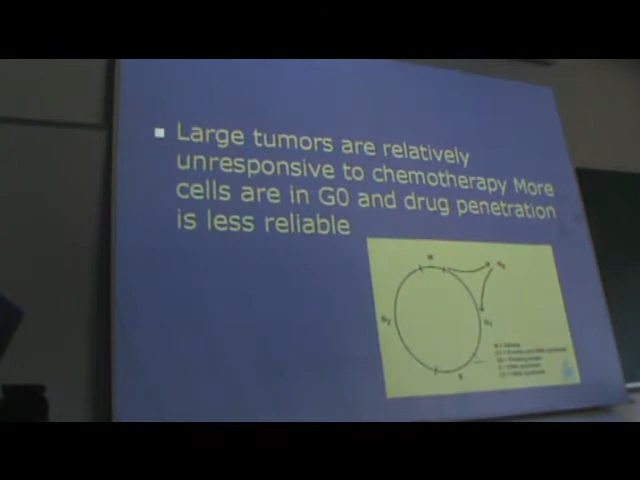 Large tumors are relatively
unresponsive to chemotherapy More
cells are in G0 and drug penetration
is less reliable